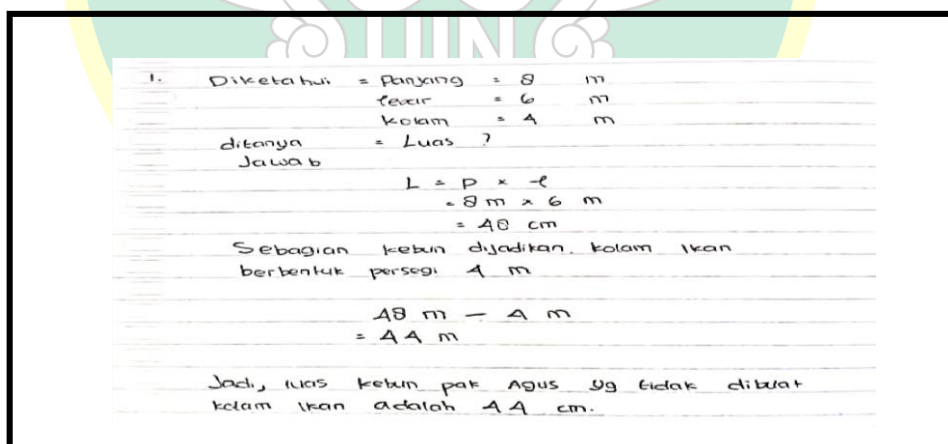 UIN
1. Diketahui = Panjang = 8 m
lebar = 6 m
kolam = 4 m
ditanya = Luas ?
Jawab
L = p x l
= 8 m x 6 m
= 48 cm
Sebagian kebun dijadikan. kolam ikan
berbentuk persegi 4 m
48 m — 4 m
= 44 m
Jadi, luas kebun pak Agus yg tidak dibuat
kolam ikan adalah 44 cm.